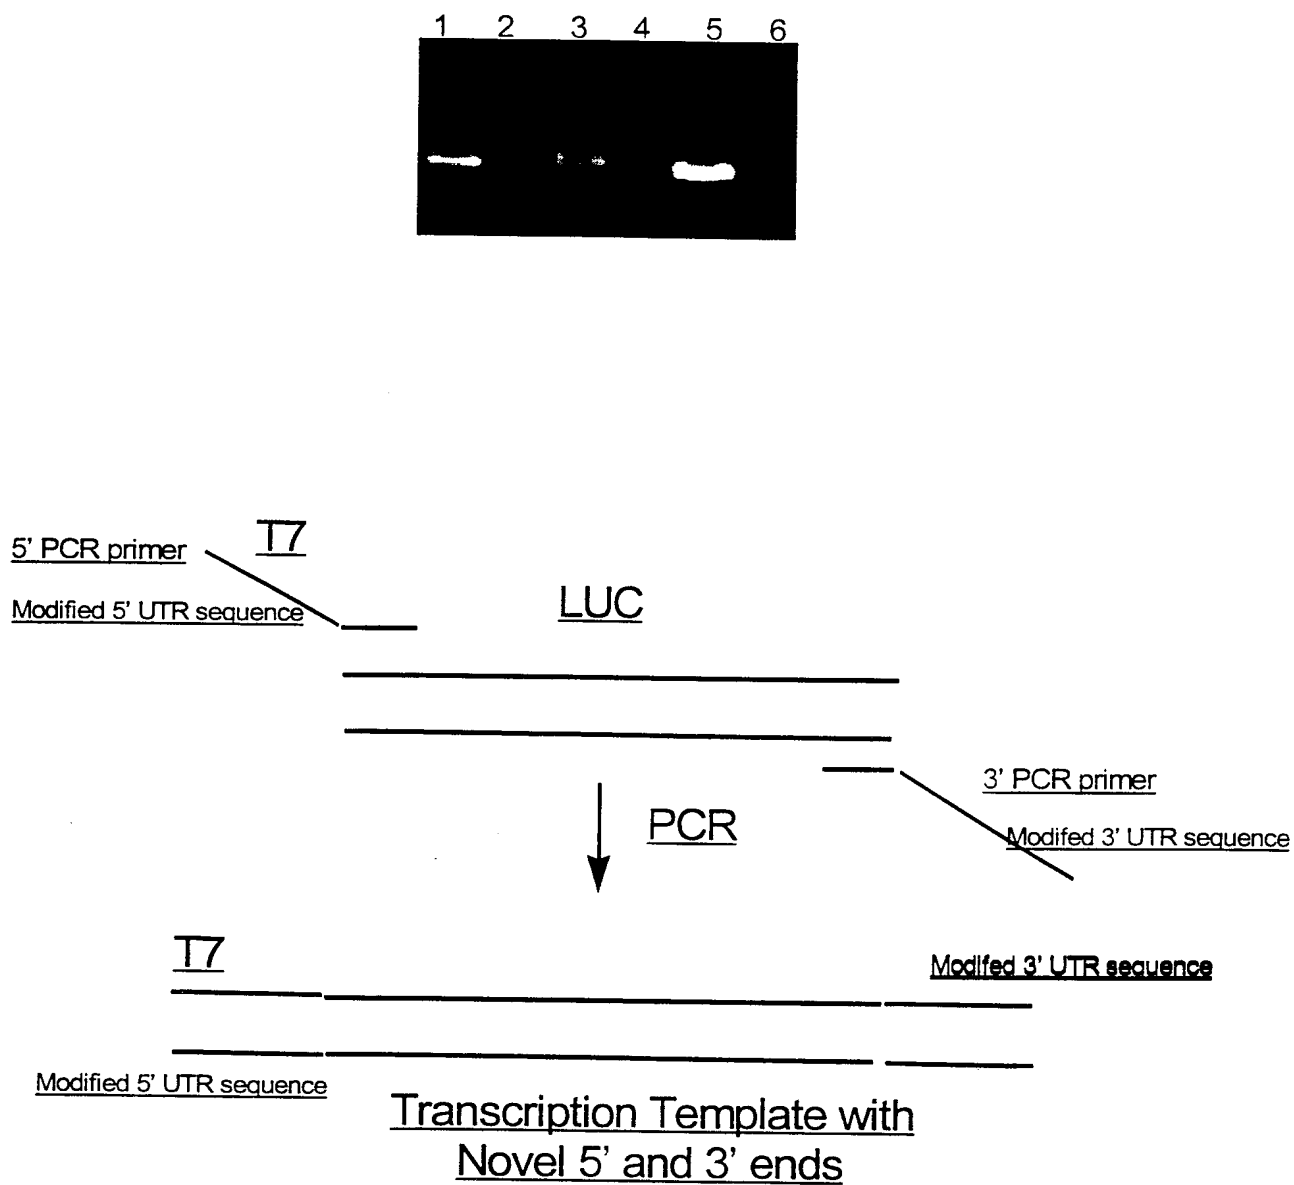 1 2 3 4 5 6
T7
5' PCR primer
Modified 5' UTR sequence
LUC
3' PCR primer
Modifed 3' UTR sequence
PCR
T7
Modifed 3' UTR sequence
Modified 5' UTR sequence
Transcription Template with
Novel 5' and 3' ends